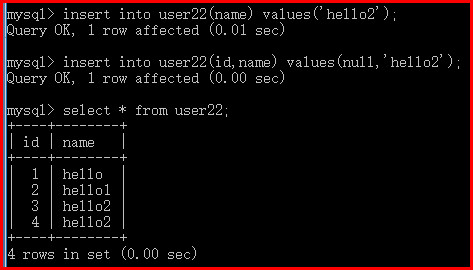 mysql> insert into user22(name) values('hello2');
Query OK, 1 row affected (0.01 sec)
mysql> insert into user22(id,name) values(null,'hello2');
Query OK, 1 row affected (0.00 sec)
mysql> select * from user22;
+----+--------+
| id | name   |
+----+--------+
|  1 | hello  |
|  2 | hello1 |
|  3 | hello2 |
|  4 | hello2 |
+----+--------+
4 rows in set (0.00 sec)